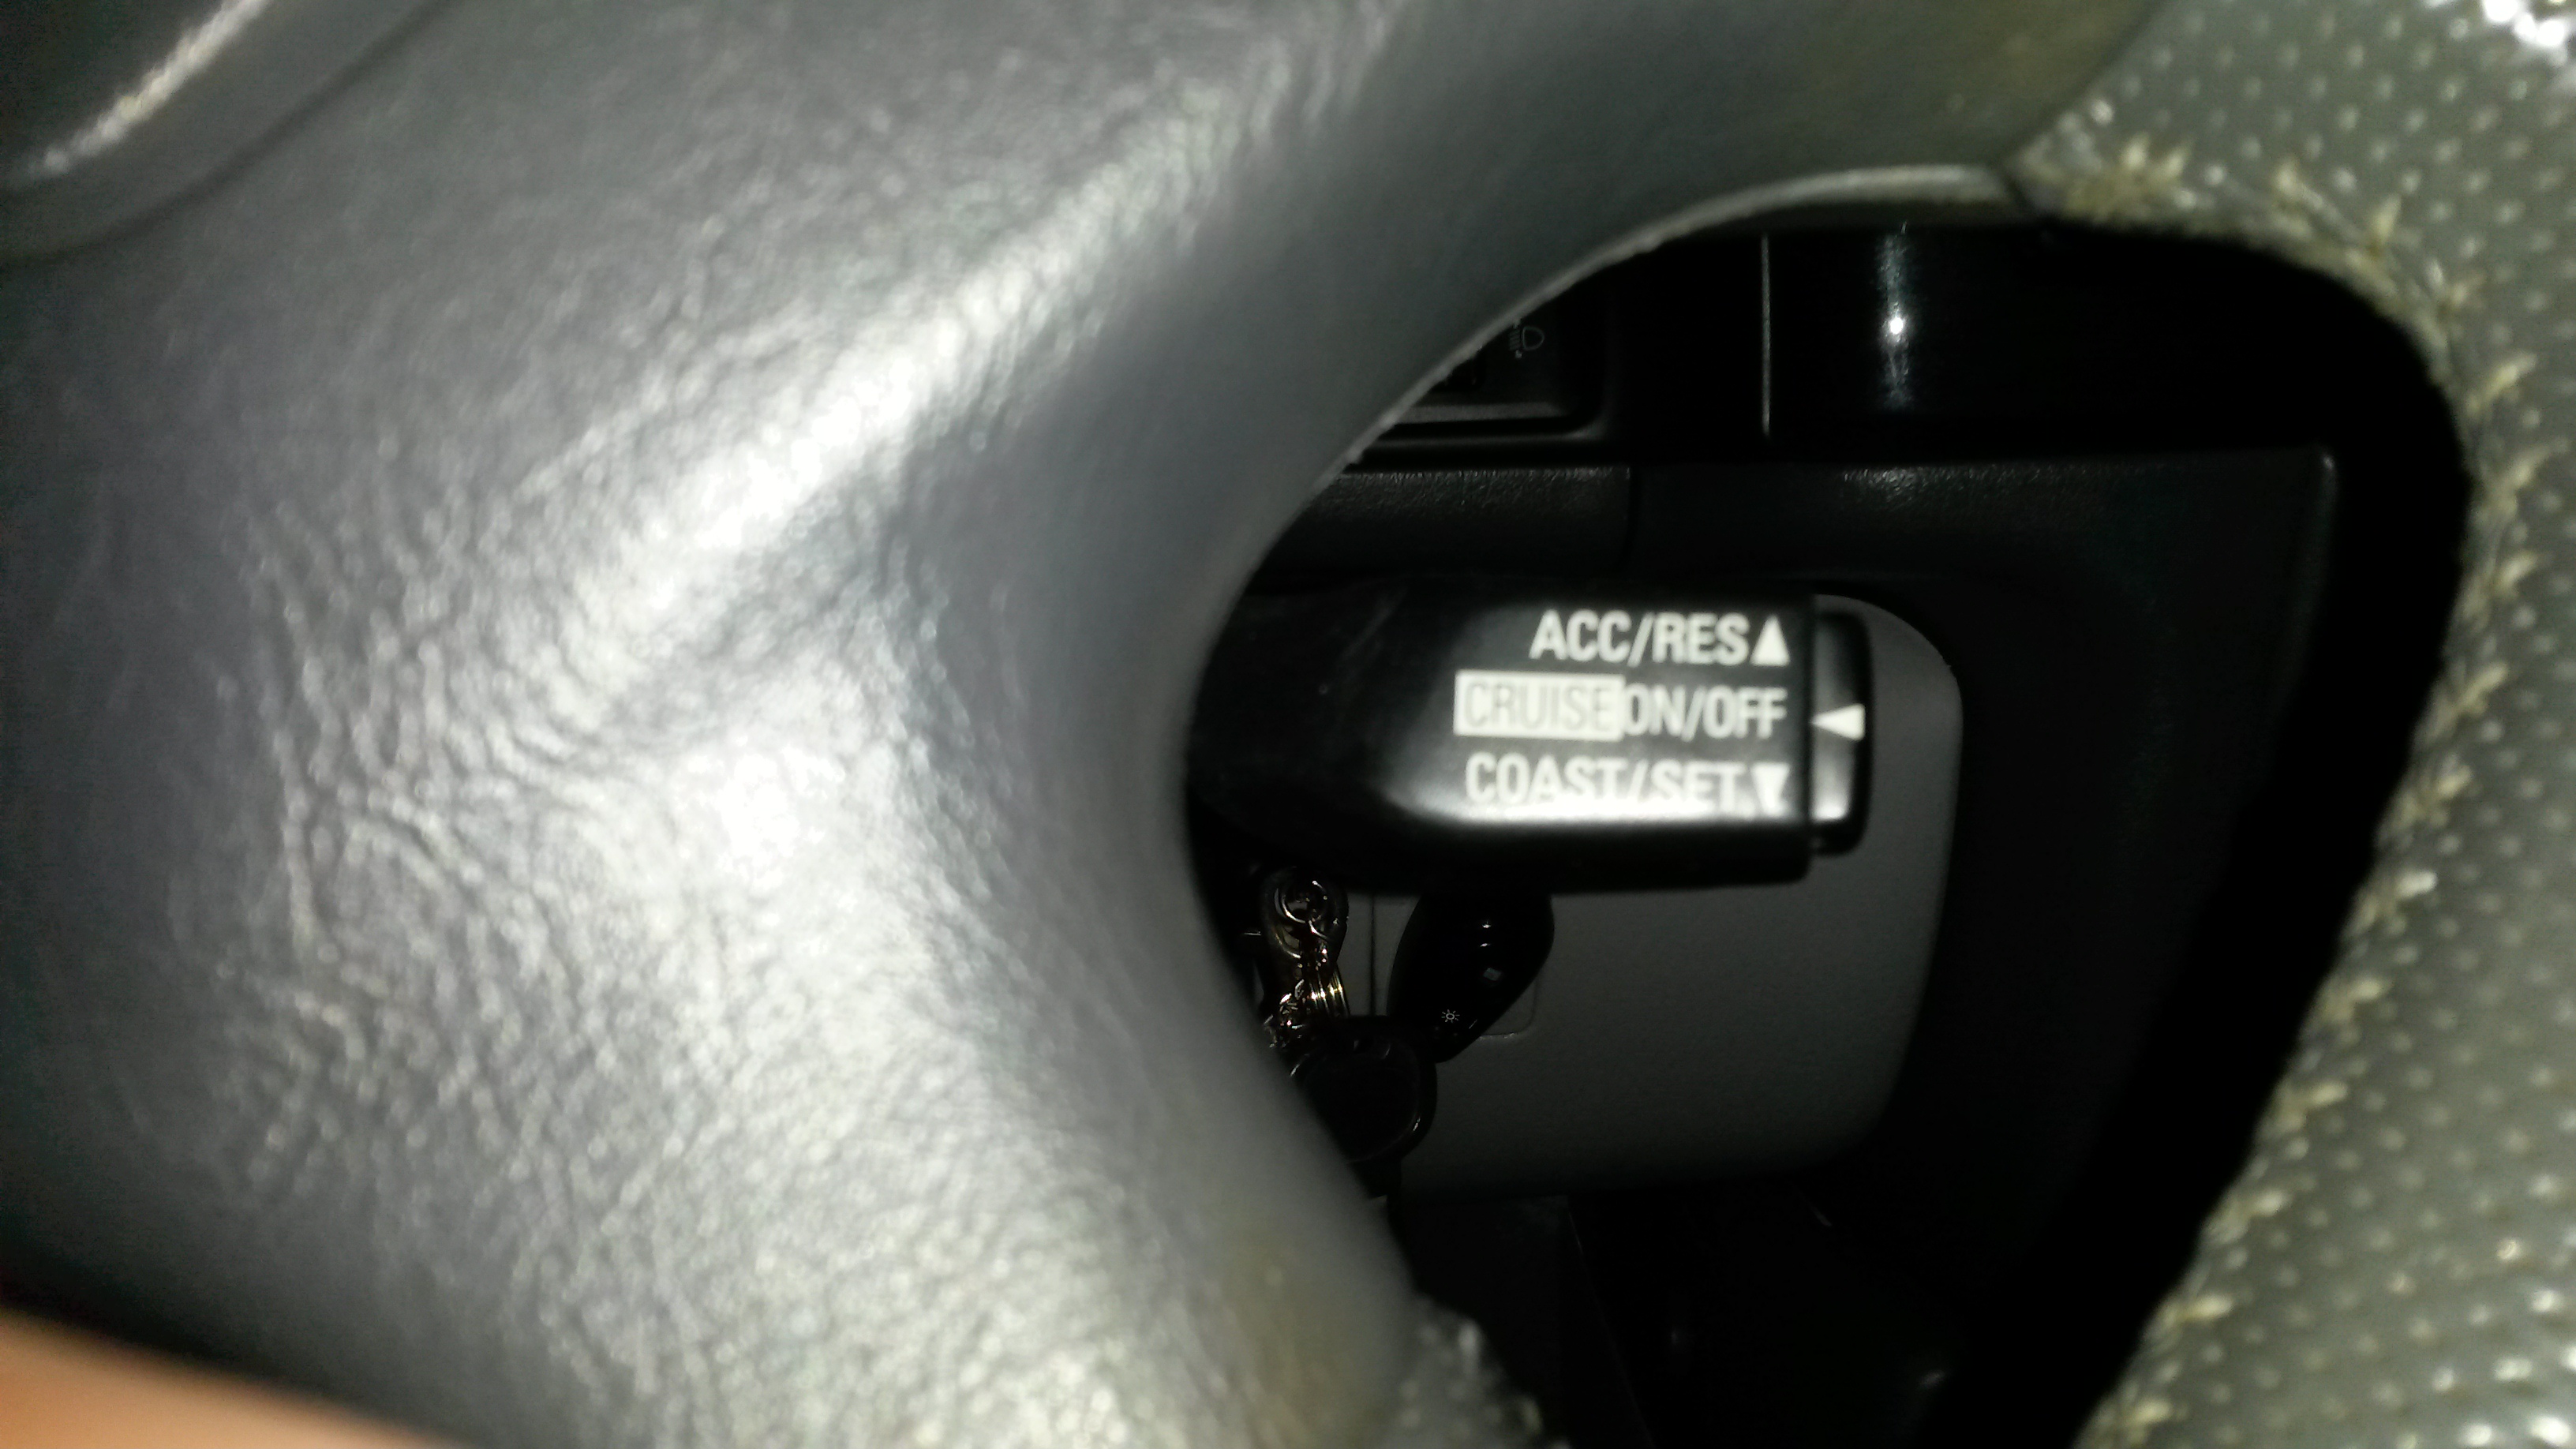 ACC/RES▲
CRUISE ON/OFF
COAST/SET▼